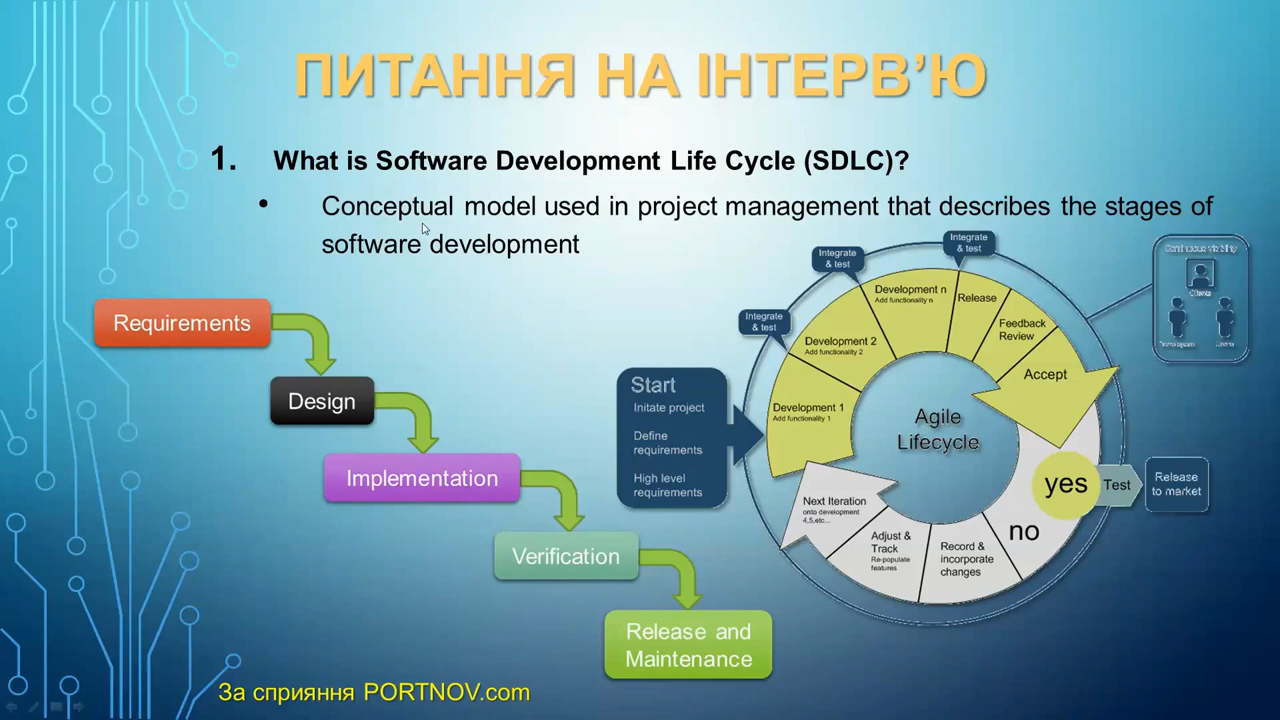 ПИТАННЯ НА ІНТЕРВ’Ю
1. What is Software Development Life Cycle (SDLC)?
• Conceptual model used in project management that describes the stages of
software development
Requirements
Design
Implementation
Verification
Release and
Maintenance
Start
Initate project
Define
requirements
High level
requirements
Integrate
& test
Integrate
& test
Integrate
& test
Development 1
Add functionality 1
Development 2
Add functionality 2
Development n
Add functionality n
Release
Feedback
Review
Accept
Agile
Lifecycle
yes
Test
Release
to market
no
Record &
incorporate
changes
Adjust &
Track
Re-populate
features
Next Iteration
onto development
4,5,etc...
Continuous visibility
За сприяння PORTNOV.com